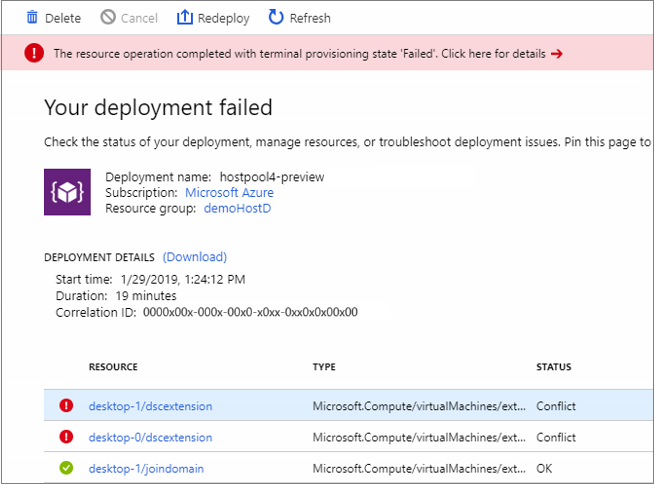 Delete Cancel Redeploy Refresh
The resource operation completed with terminal provisioning state 'Failed'. Click here for details →
Your deployment failed
Check the status of your deployment, manage resources, or troubleshoot deployment issues. Pin this page to
Deployment name: hostpool4-preview
Subscription: Microsoft Azure
Resource group: demoHostD
DEPLOYMENT DETAILS (Download)
Start time: 1/29/2019, 1:24:12 PM
Duration: 19 minutes
Correlation ID: 0000x00x-000x-00x0-x0xx-0xx0x0x00x00
RESOURCE TYPE STATUS
desktop-1/dscextension Microsoft.Compute/virtualMachines/ext... Conflict
desktop-0/dscextension Microsoft.Compute/virtualMachines/ext... Conflict
desktop-1/joindomain Microsoft.Compute/virtualMachines/ext... OK